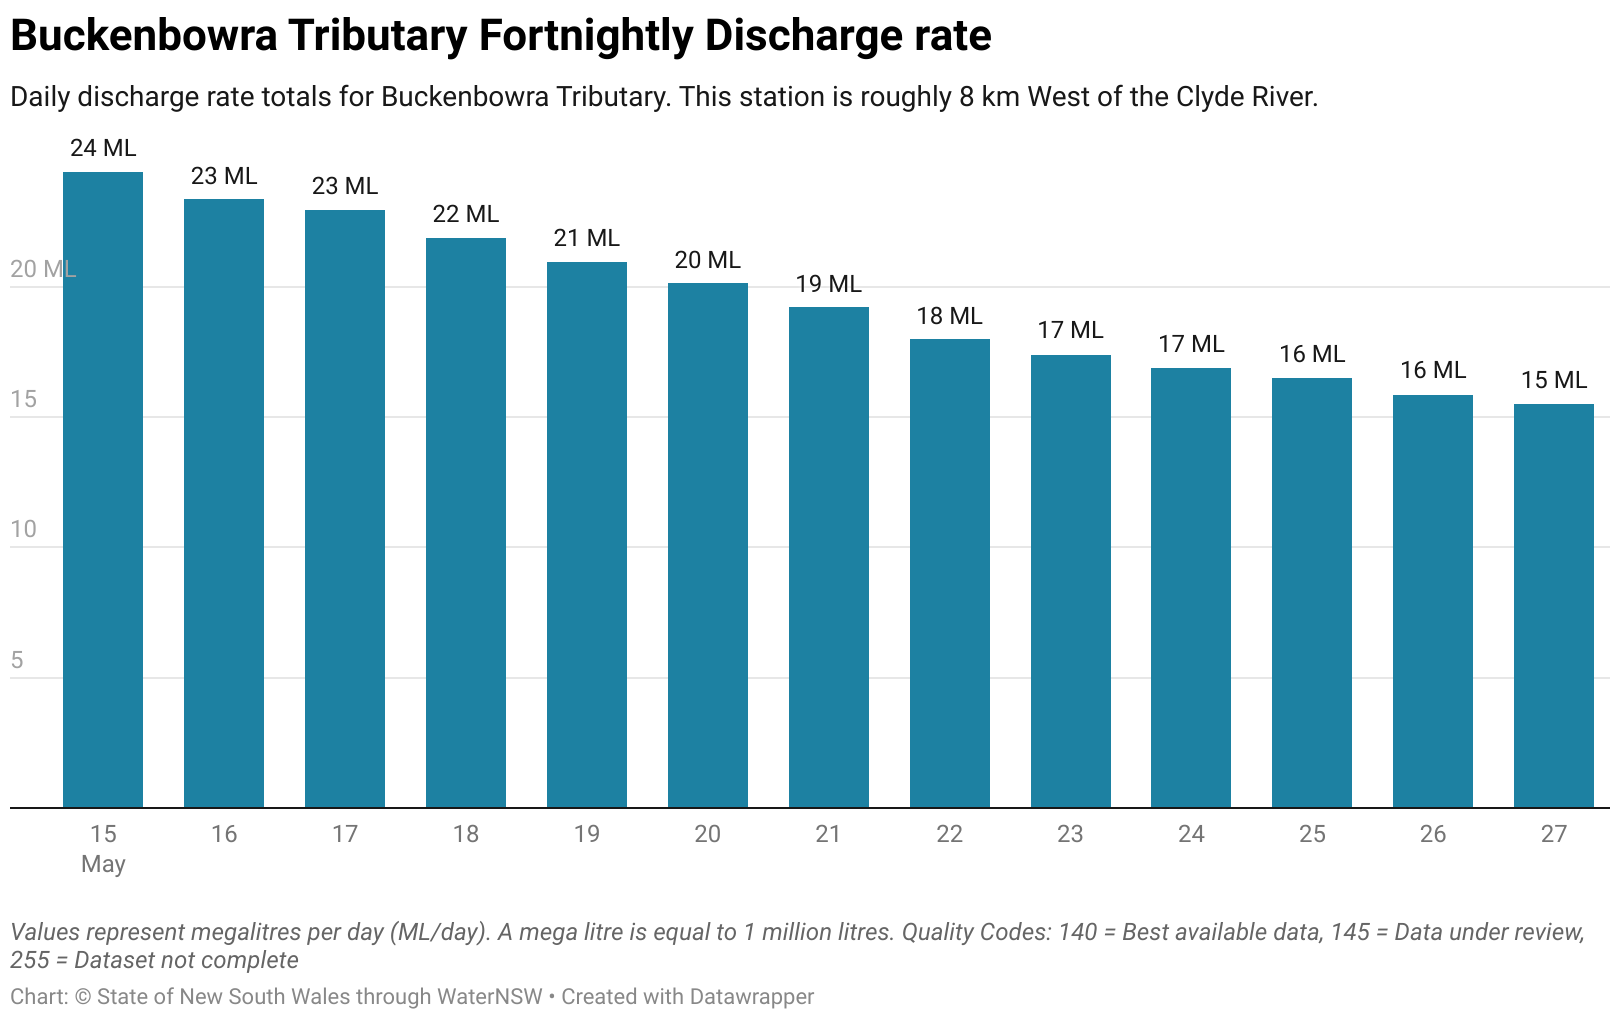 Buckenbowra Tributary Fortnightly Discharge rate
Daily discharge rate totals for Buckenbowra Tributary. This station is roughly 8 km West of the Clyde River.
24 ML
23 ML
23 ML
22 ML
21 ML
20 ML
19 ML
18 ML
17 ML
17 ML
16 ML
16 ML
15 ML
20 ML
15
10
5
15 16 17 18 19 20 21 22 23 24 25 26 27
May
Values represent megalitres per day (ML/day). A mega litre is equal to 1 million litres. Quality Codes: 140 = Best available data, 145 = Data under review,
255 = Dataset not complete
Chart: © State of New South Wales through WaterNSW • Created with Datawrapper